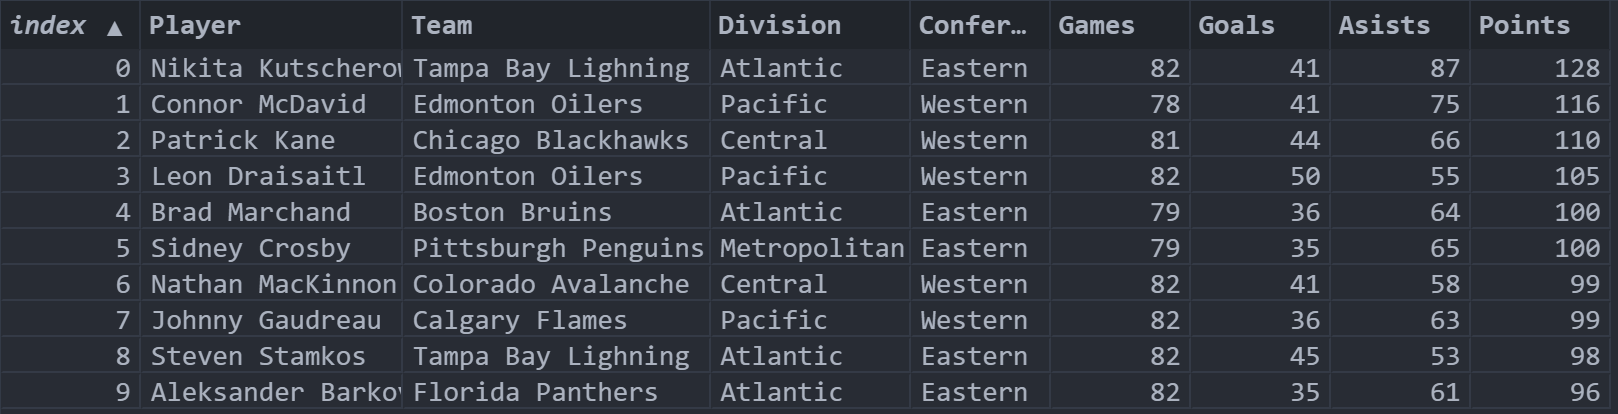 index ▲ Player Team Division Confer… Games Goals Asists Points
0 Nikita Kutscherow Tampa Bay Lighning Atlantic Eastern 82 41 87 128
1 Connor McDavid Edmonton Oilers Pacific Western 78 41 75 116
2 Patrick Kane Chicago Blackhawks Central Western 81 44 66 110
3 Leon Draisaitl Edmonton Oilers Pacific Western 82 50 55 105
4 Brad Marchand Boston Bruins Atlantic Eastern 79 36 64 100
5 Sidney Crosby Pittsburgh Penguins Metropolitan Eastern 79 35 65 100
6 Nathan MacKinnon Colorado Avalanche Central Western 82 41 58 99
7 Johnny Gaudreau Calgary Flames Pacific Western 82 36 63 99
8 Steven Stamkos Tampa Bay Lighning Atlantic Eastern 82 45 53 98
9 Aleksander Barkov Florida Panthers Atlantic Eastern 82 35 61 96